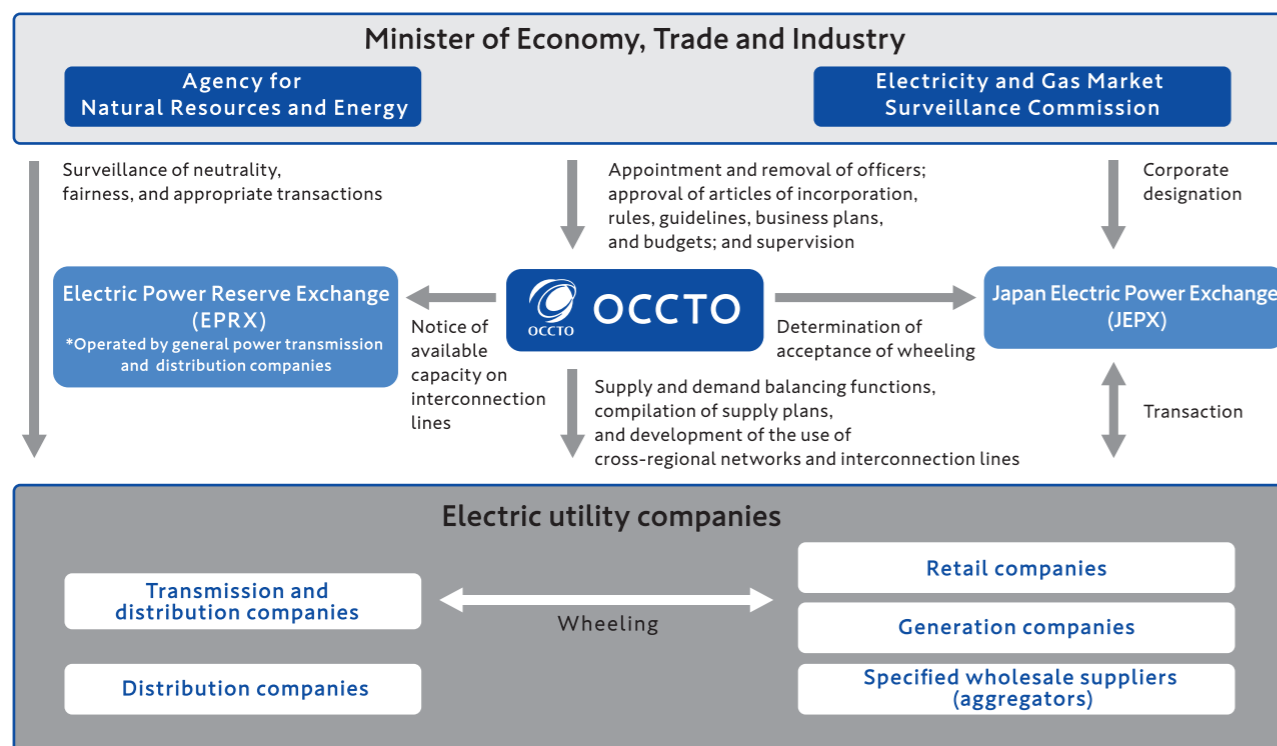 Minister of Economy, Trade and Industry
Agency for
Natural Resources and Energy
Electricity and Gas Market
Surveillance Commission
Surveillance of neutrality,
fairness, and appropriate transactions
Appointment and removal of officers;
approval of articles of incorporation,
rules, guidelines, business plans,
and budgets; and supervision
Corporate
designation
Electric Power Reserve Exchange
(EPRX)
*Operated by general power transmission
and distribution companies
Notice of
available
capacity on
interconnection
lines
OCCTO
OCCTO
Determination of
acceptance of wheeling
Japan Electric Power Exchange
(JEPX)
Supply and demand balancing functions,
compilation of supply plans,
and development of the use of
cross-regional networks and interconnection lines
Transaction
Electric utility companies
Transmission and
distribution companies
Distribution companies
Wheeling
Retail companies
Generation companies
Specified wholesale suppliers
(aggregators)